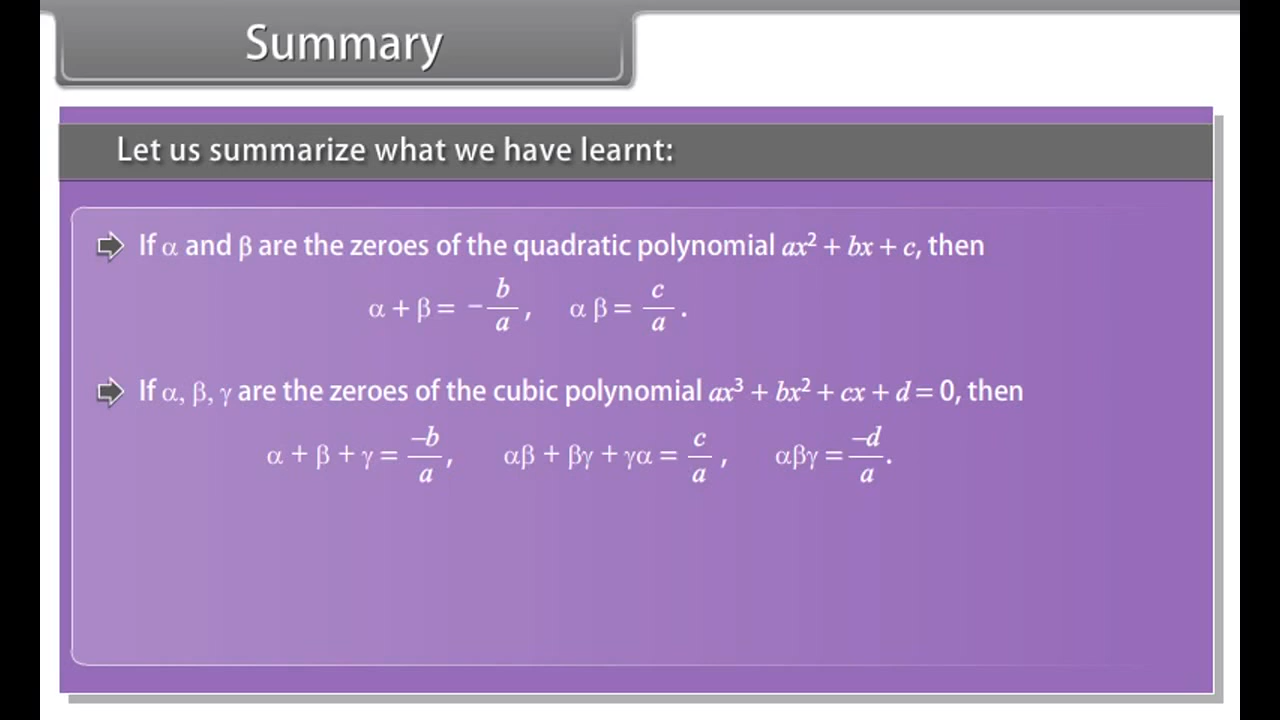 Summary
Let us summarize what we have learnt:
If α and β are the zeroes of the quadratic polynomial ax² + bx + c, then
α + β = − b/a , α β = c/a .
If α, β, γ are the zeroes of the cubic polynomial ax³ + bx² + cx + d = 0, then
α + β + γ = −b/a , αβ + βγ + γα = c/a , αβγ = −d/a .